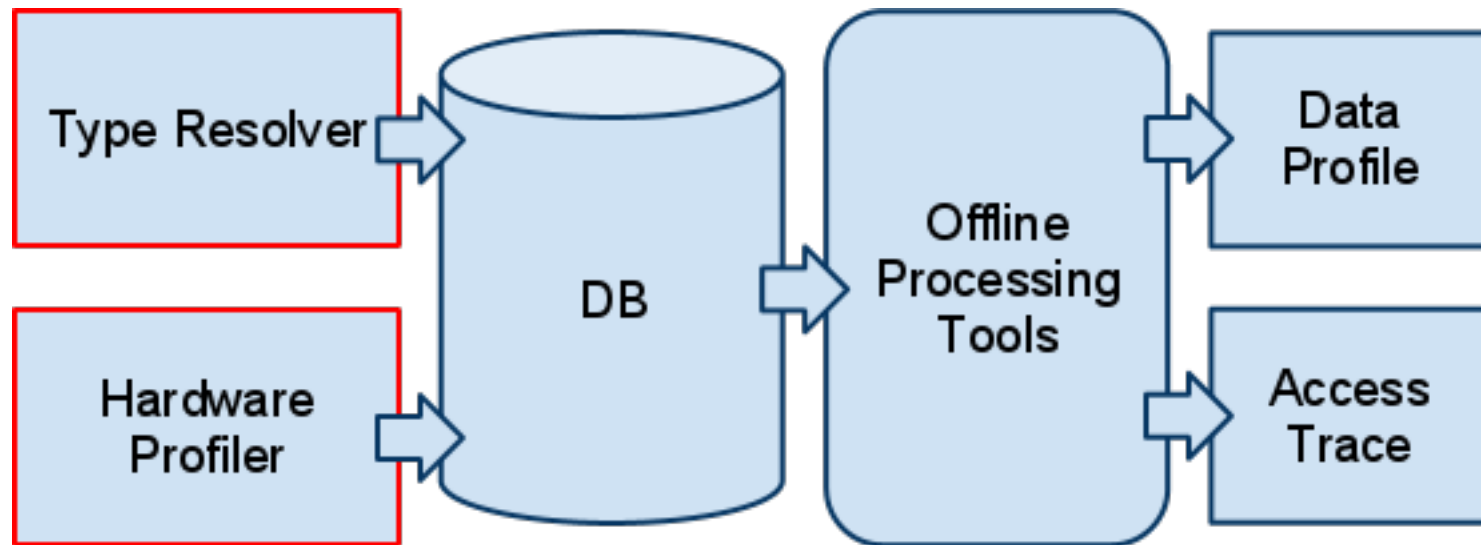 Type Resolver
Hardware
Profiler
DB
Offline
Processing
Tools
Data
Profile
Access
Trace